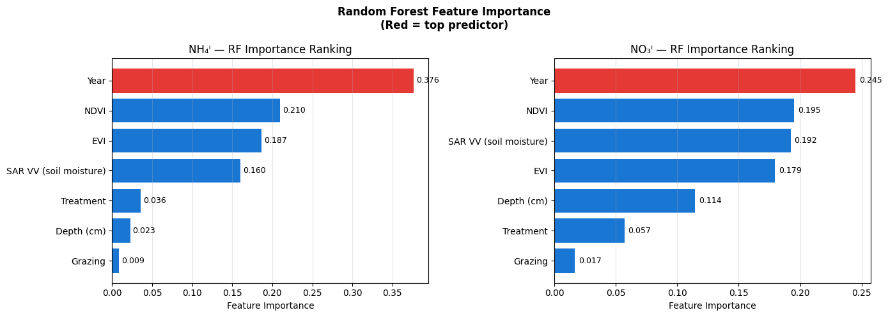 Random Forest Feature Importance
(Red = top predictor)
NH₄⁺ — RF Importance Ranking
Year
0.376
NDVI
0.210
EVI
0.187
SAR VV (soil moisture)
0.160
Treatment
0.036
Depth (cm)
0.023
Grazing
0.009
0.00 0.05 0.10 0.15 0.20 0.25 0.30 0.35
Feature Importance
NO₃⁻ — RF Importance Ranking
Year
0.245
NDVI
0.195
SAR VV (soil moisture)
0.192
EVI
0.179
Depth (cm)
0.114
Treatment
0.057
Grazing
0.017
0.00 0.05 0.10 0.15 0.20 0.25
Feature Importance